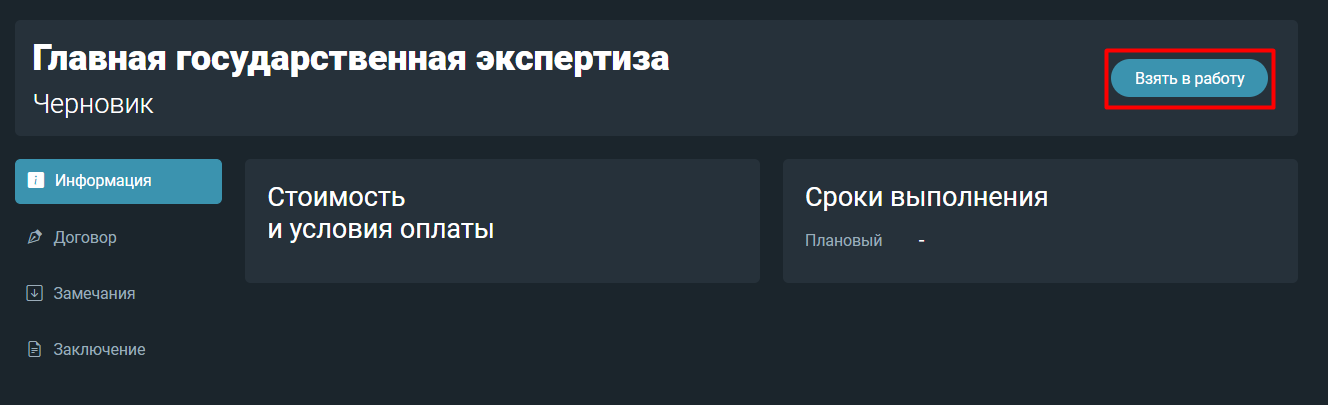 Главная государственная экспертиза
Черновик
Взять в работу
Информация
Договор
Замечания
Заключение
Стоимость
и условия оплаты
Сроки выполнения
Плановый -